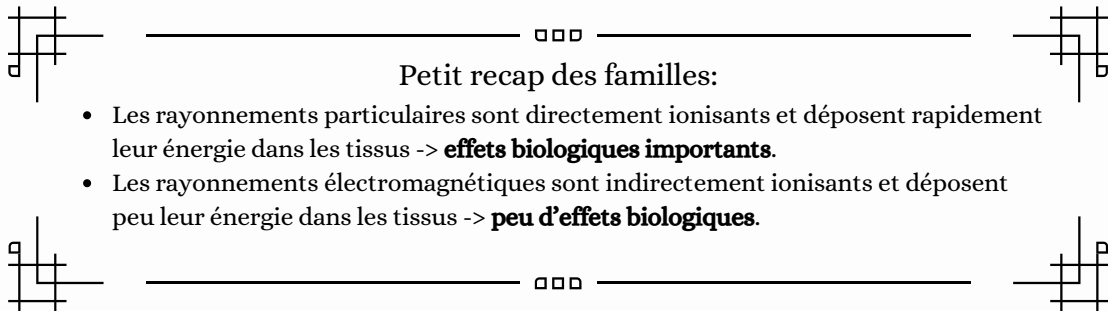 Petit recap des familles:
• Les rayonnements particulaires sont directement ionisants et déposent rapidement
leur énergie dans les tissus -> effets biologiques importants.
• Les rayonnements électromagnétiques sont indirectement ionisants et déposent
peu leur énergie dans les tissus -> peu d’effets biologiques.